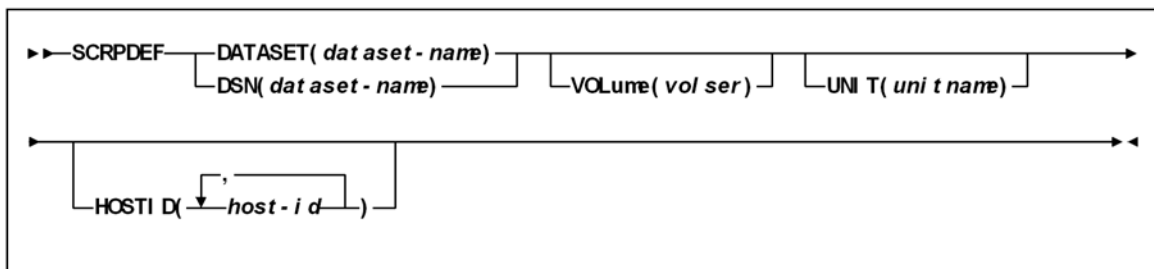 SCRPDEF DATASET(dataset-name) 
DSN(dataset-name) VOLume(volser) UNIT(unitname)
,
HOSTID( host-id )